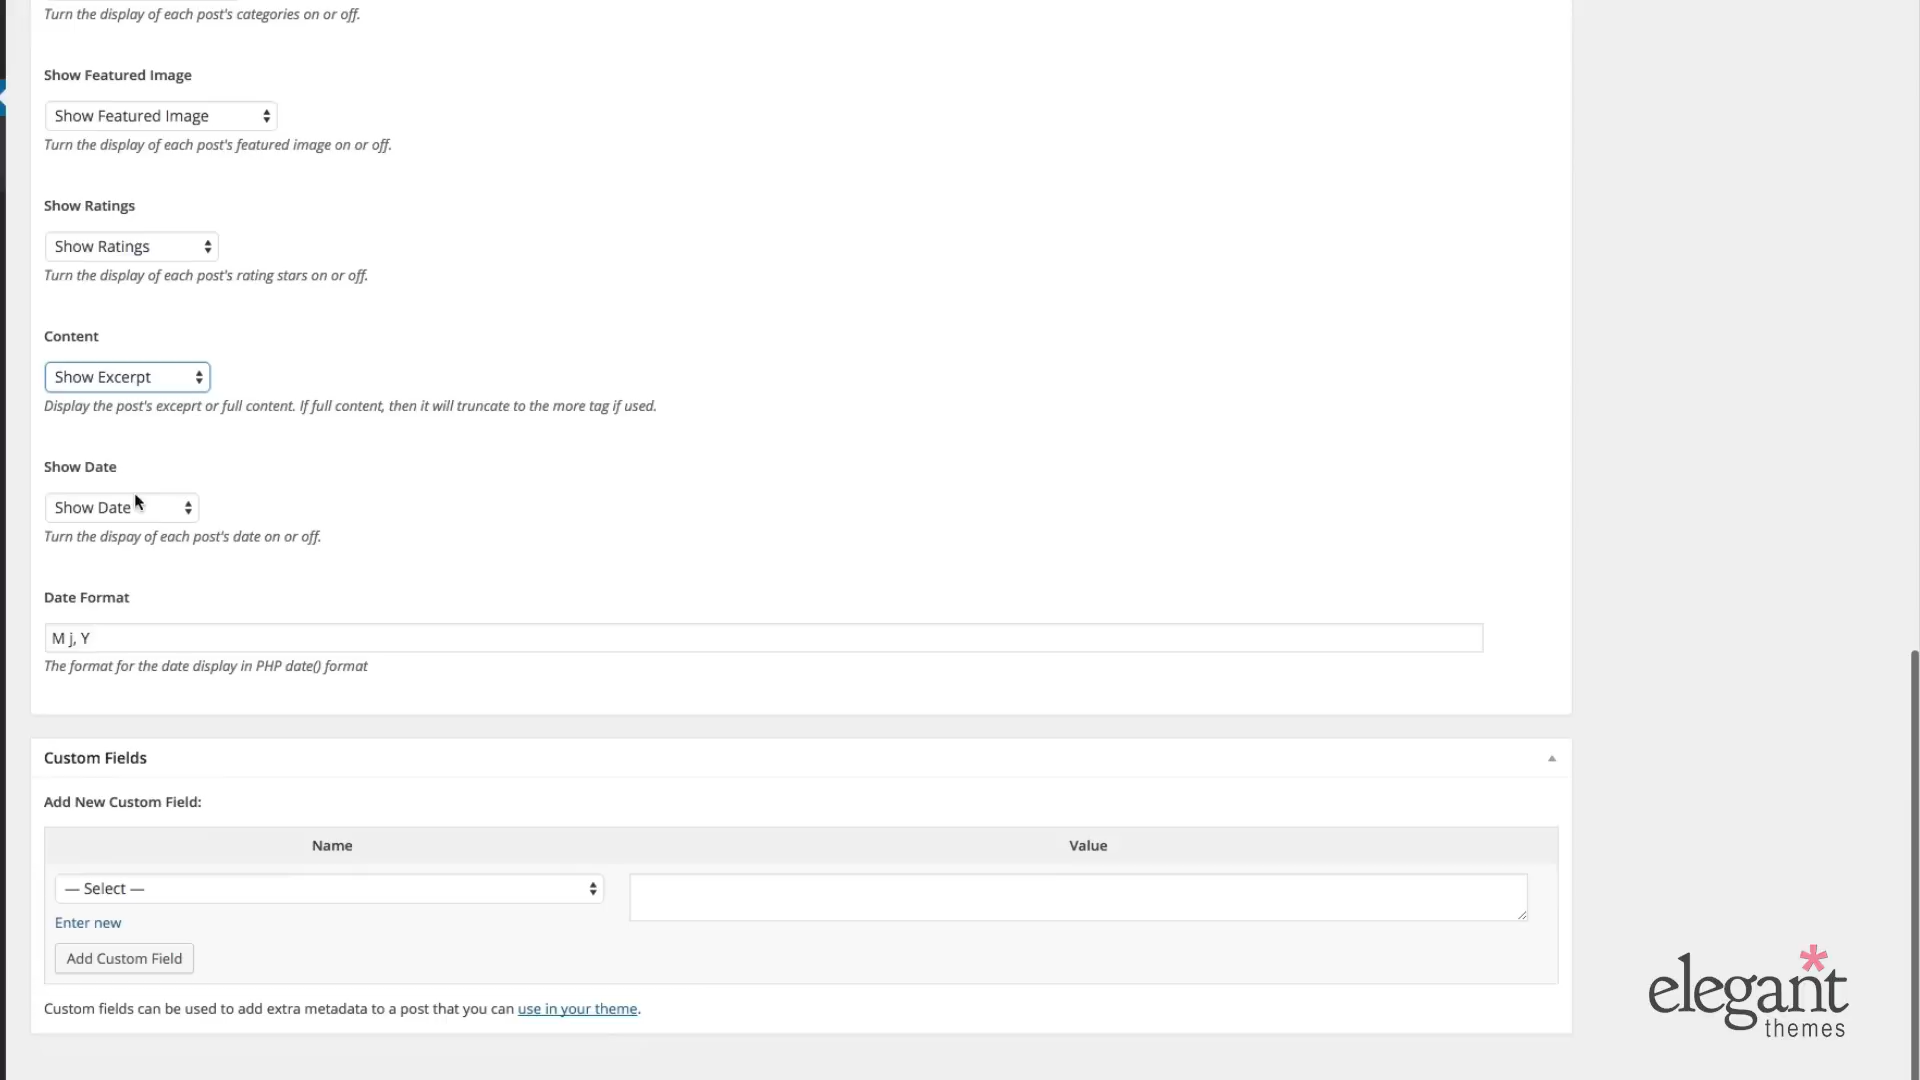 Turn the display of each post's categories on or off.
Show Featured Image
Show Featured Image
Turn the display of each post's featured image on or off.
Show Ratings
Show Ratings
Turn the display of each post's rating stars on or off.
Content
Show Excerpt
Display the post's exceprt or full content. If full content, then it will truncate to the more tag if used.
Show Date
Show Date
Turn the dispay of each post's date on or off.
Date Format
M j, Y
The format for the date display in PHP date() format
Custom Fields
Add New Custom Field:
Name Value
— Select —
Enter new
Add Custom Field
Custom fields can be used to add extra metadata to a post that you can use in your theme.
elegant
themes